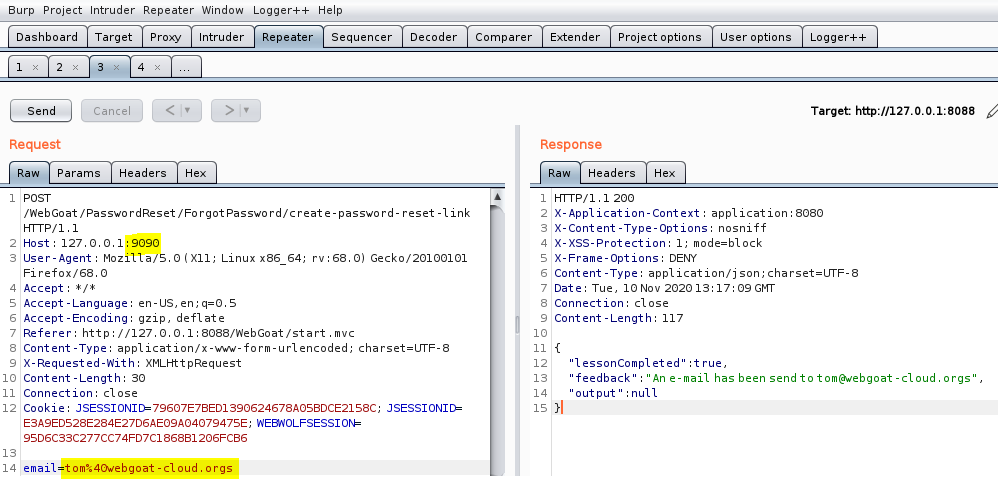 Burp Project Intruder Repeater Window Logger++ Help
Dashboard Target Proxy Intruder Repeater Sequencer Decoder Comparer Extender Project options User options Logger++
1 × 2 × 3 × 4 × ...
Send Cancel < | ▼ > | ▼ Target: http://127.0.0.1:8088
Request
Raw Params Headers Hex
1 POST
/WebGoat/PasswordReset/ForgotPassword/create-password-reset-link
HTTP/1.1
2 Host: 127.0.0.1:9090
3 User-Agent: Mozilla/5.0 (X11; Linux x86_64; rv:68.0) Gecko/20100101
Firefox/68.0
4 Accept: */*
5 Accept-Language: en-US,en;q=0.5
6 Accept-Encoding: gzip, deflate
7 Referer: http://127.0.0.1:8088/WebGoat/start.mvc
8 Content-Type: application/x-www-form-urlencoded; charset=UTF-8
9 X-Requested-With: XMLHttpRequest
10 Content-Length: 30
11 Connection: close
12 Cookie: JSESSIONID=79607E7BED1390624678A05BDCE2158C; JSESSIONID=
E3A9ED528E284E27D6AE09A04079475E; WEBWOLFSESSION=
95D6C33C277CC74FD7C1868B1206FCB6
13
14 email=tom%40webgoat-cloud.orgs
Response
Raw Headers Hex
1 HTTP/1.1 200
2 X-Application-Context: application:8080
3 X-Content-Type-Options: nosniff
4 X-XSS-Protection: 1; mode=block
5 X-Frame-Options: DENY
6 Content-Type: application/json;charset=UTF-8
7 Date: Tue, 10 Nov 2020 13:17:09 GMT
8 Connection: close
9 Content-Length: 117
10
11 {
12 "lessonCompleted":true,
13 "feedback":"An e-mail has been send to tom@webgoat-cloud.orgs",
14 "output":null
15 }